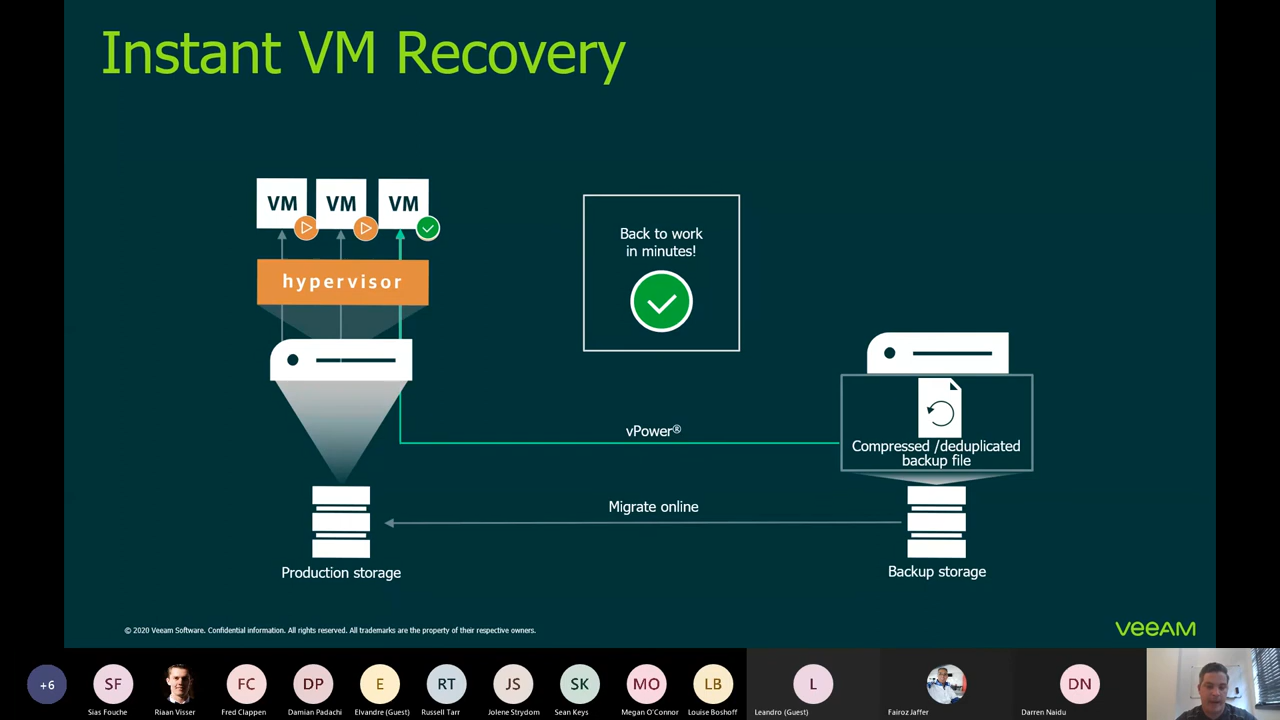 Instant VM Recovery
VM VM VM
hypervisor
Back to work
in minutes!
vPower®
Compressed /deduplicated
backup file
Migrate online
Production storage
Backup storage
© 2020 Veeam Software. Confidential information. All rights reserved. All trademarks are the property of their respective owners.
VEEAM
+6 SF FC DP E RT JS SK MO LB L DN
Sias Fouche Riaan Visser Fred Clappen Damian Padachi Elvandre (Guest) Russell Tarr Jolene Strydom Sean Keys Megan O'Connor Louise Boshoff Leandro (Guest) Fairoz Jaffer Darren Naidu